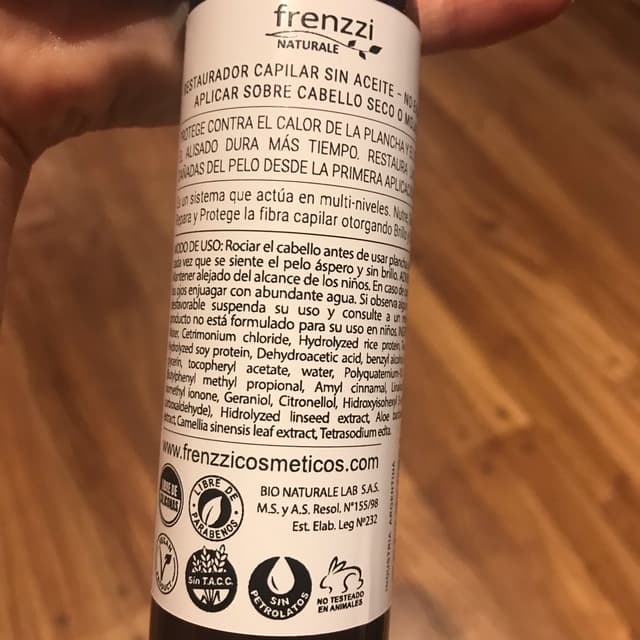 frenzzi
NATURALE
RESTAURADOR CAPILAR SIN ACEITE - NO
APLICAR SOBRE CABELLO SECO O
PROTEGE CONTRA EL CALOR DE LA PLANCHA Y
EL ALISADO DURA MÁS TIEMPO. RESTAURA
DAÑADAS DEL PELO DESDE LA PRIMERA
Es un sistema que actúa en multi-niveles. Nutre,
Repara y Protege la fibra capilar otorgando Brillo
MODO DE USO: Rociar el cabello antes de usar
cada vez que se siente el pelo áspero y sin brillo.
Mantener alejado del alcance de los niños. En caso de
los ojos enjuagar con abundante agua. Si observa
desfavorable suspenda su uso y consulte a un
producto no está formulado para su uso en niños.
Water, Cetrimonium chloride, Hydrolyzed rice protein,
Hydrolyzed soy protein, Dehydroacetic acid, benzyl
tocopheryl acetate, water,
methyl propional, Amyl cinnamal,
ionone, Geraniol, Citronellol, Hidroxyisohexyl
Hidrolyzed linseed extract, Aloe
extract, Camellia sinensis leaf extract, Tetrasodium edta.
www.frenzzicosmeticos.com
LIBRE DE
PARABENOS
BIO NATURALE LAB S.A.S.
M.S. y A.S. Resol. N°155/98
Est. Elab. Leg Nº232
INDUSTRIA ARGENTINA
Sin T.A.C.C.
SIN
PETROLATOS
NO TESTEADO
EN ANIMALES